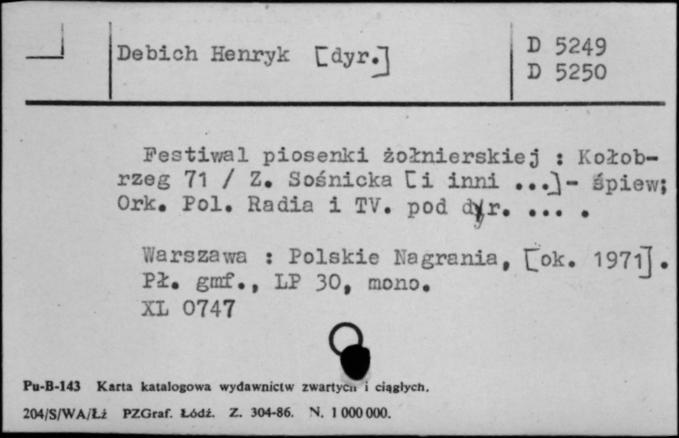 Debich Henryk [dyr.]
D 5249
D 5250
Festiwal piosenki żołnierskiej : Kołob-
rzeg 71 / Z. Sośnicka [i inni ...]- śpiew;
Ork. Pol. Radia i TV. pod dyr. ... .
Warszawa : Polskie Nagrania, [ok. 1971].
Pł. gmf., LP 30, mono.
XL 0747
Pu-B-143 Karta katalogowa wydawnictw zwartych i ciągłych.
204/S/WA/Łż PZGraf. Łódź. Z. 304-86. N. 1 000 000.